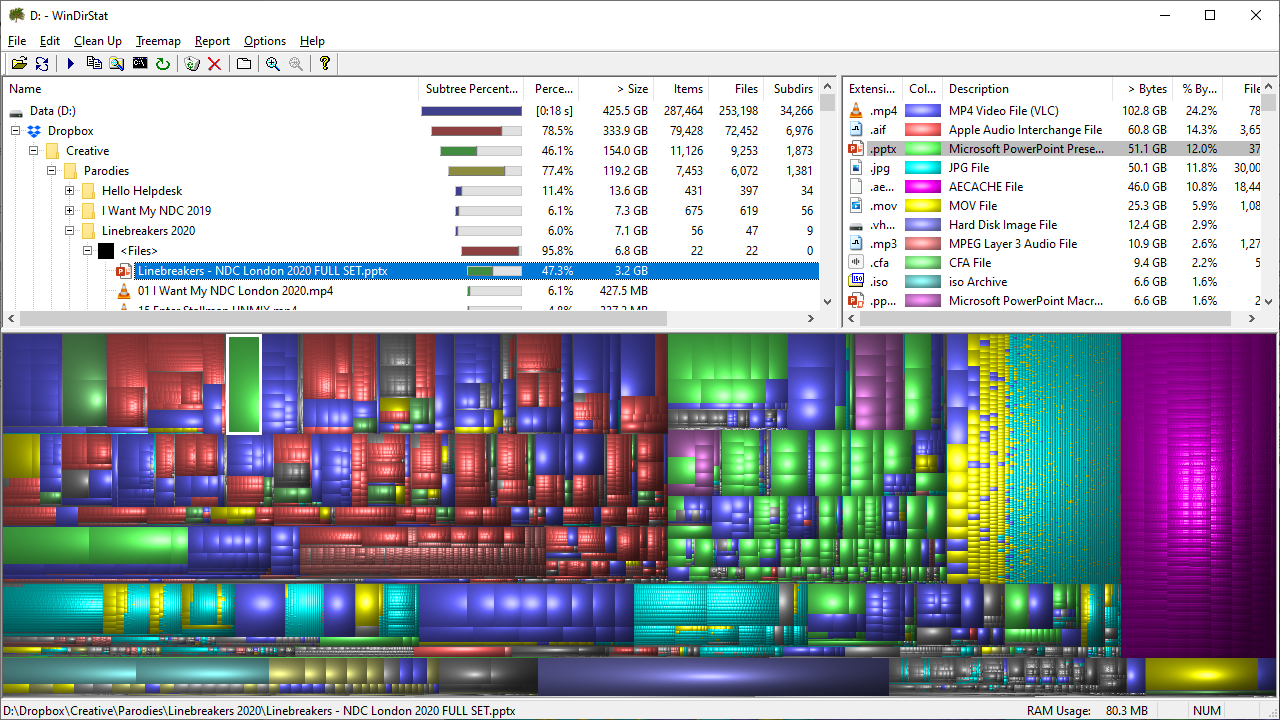 D: - WinDirStat
File Edit Clean Up Treemap Report Options Help
Name Subtree Percent... Perce... > Size Items Files Subdirs
Data (D:) [0:18 s] 425.5 GB 287,464 253,198 34,266
Dropbox 78.5% 333.9 GB 79,428 72,452 6,976
Creative 46.1% 154.0 GB 11,126 9,253 1,873
Parodies 77.4% 119.2 GB 7,453 6,072 1,381
Hello Helpdesk 11.4% 13.6 GB 431 397 34
I Want My NDC 2019 6.1% 7.3 GB 675 619 56
Linebreakers 2020 6.0% 7.1 GB 56 47 9
<Files> 95.8% 6.8 GB 22 22 0
Linebreakers - NDC London 2020 FULL SET.pptx 47.3% 3.2 GB
01 I Want My NDC London 2020.mp4 6.1% 427.5 MB
Extensi... Col... Description > Bytes % By... File
.mp4 MP4 Video File (VLC) 102.8 GB 24.2% 78
.aif Apple Audio Interchange File 60.8 GB 14.3% 3,65
.pptx Microsoft PowerPoint Prese... 51.1 GB 12.0% 37
.jpg JPG File 50.1 GB 11.8% 30,00
.ae... AECACHE File 46.0 GB 10.8% 18,44
.mov MOV File 25.3 GB 5.9% 1,08
.vh... Hard Disk Image File 12.4 GB 2.9%
.mp3 MPEG Layer 3 Audio File 10.9 GB 2.6% 1,27
.cfa CFA File 9.4 GB 2.2% 5
.iso iso Archive 6.6 GB 1.6%
.pp... Microsoft PowerPoint Macr... 6.6 GB 1.6% 2
D:\Dropbox\Creative\Parodies\Linebreakers 2020\Linebreakers - NDC London 2020 FULL SET.pptx RAM Usage: 80.3 MB NUM